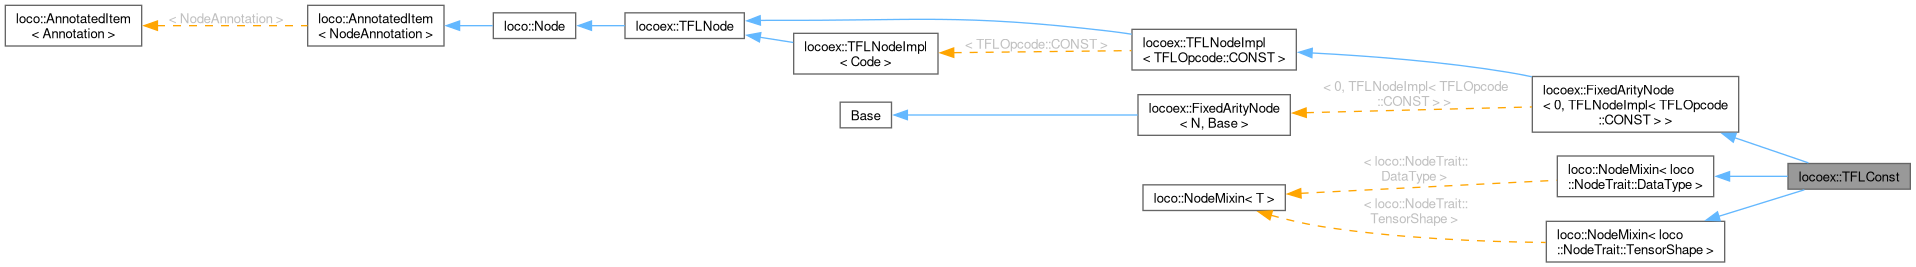 loco::AnnotatedItem
< Annotation >
< NodeAnnotation >
loco::AnnotatedItem
< NodeAnnotation >
loco::Node
locoex::TFLNode
locoex::TFLNodeImpl
< Code >
< TFLOpcode::CONST >
locoex::TFLNodeImpl
< TFLOpcode::CONST >
Base
locoex::FixedArityNode
< N, Base >
< 0, TFLNodeImpl< TFLOpcode
::CONST > >
locoex::FixedArityNode
< 0, TFLNodeImpl< TFLOpcode
::CONST > >
loco::NodeMixin< T >
< loco::NodeTrait::
DataType >
< loco::NodeTrait::
TensorShape >
loco::NodeMixin< loco
::NodeTrait::DataType >
loco::NodeMixin< loco
::NodeTrait::TensorShape >
locoex::TFLConst